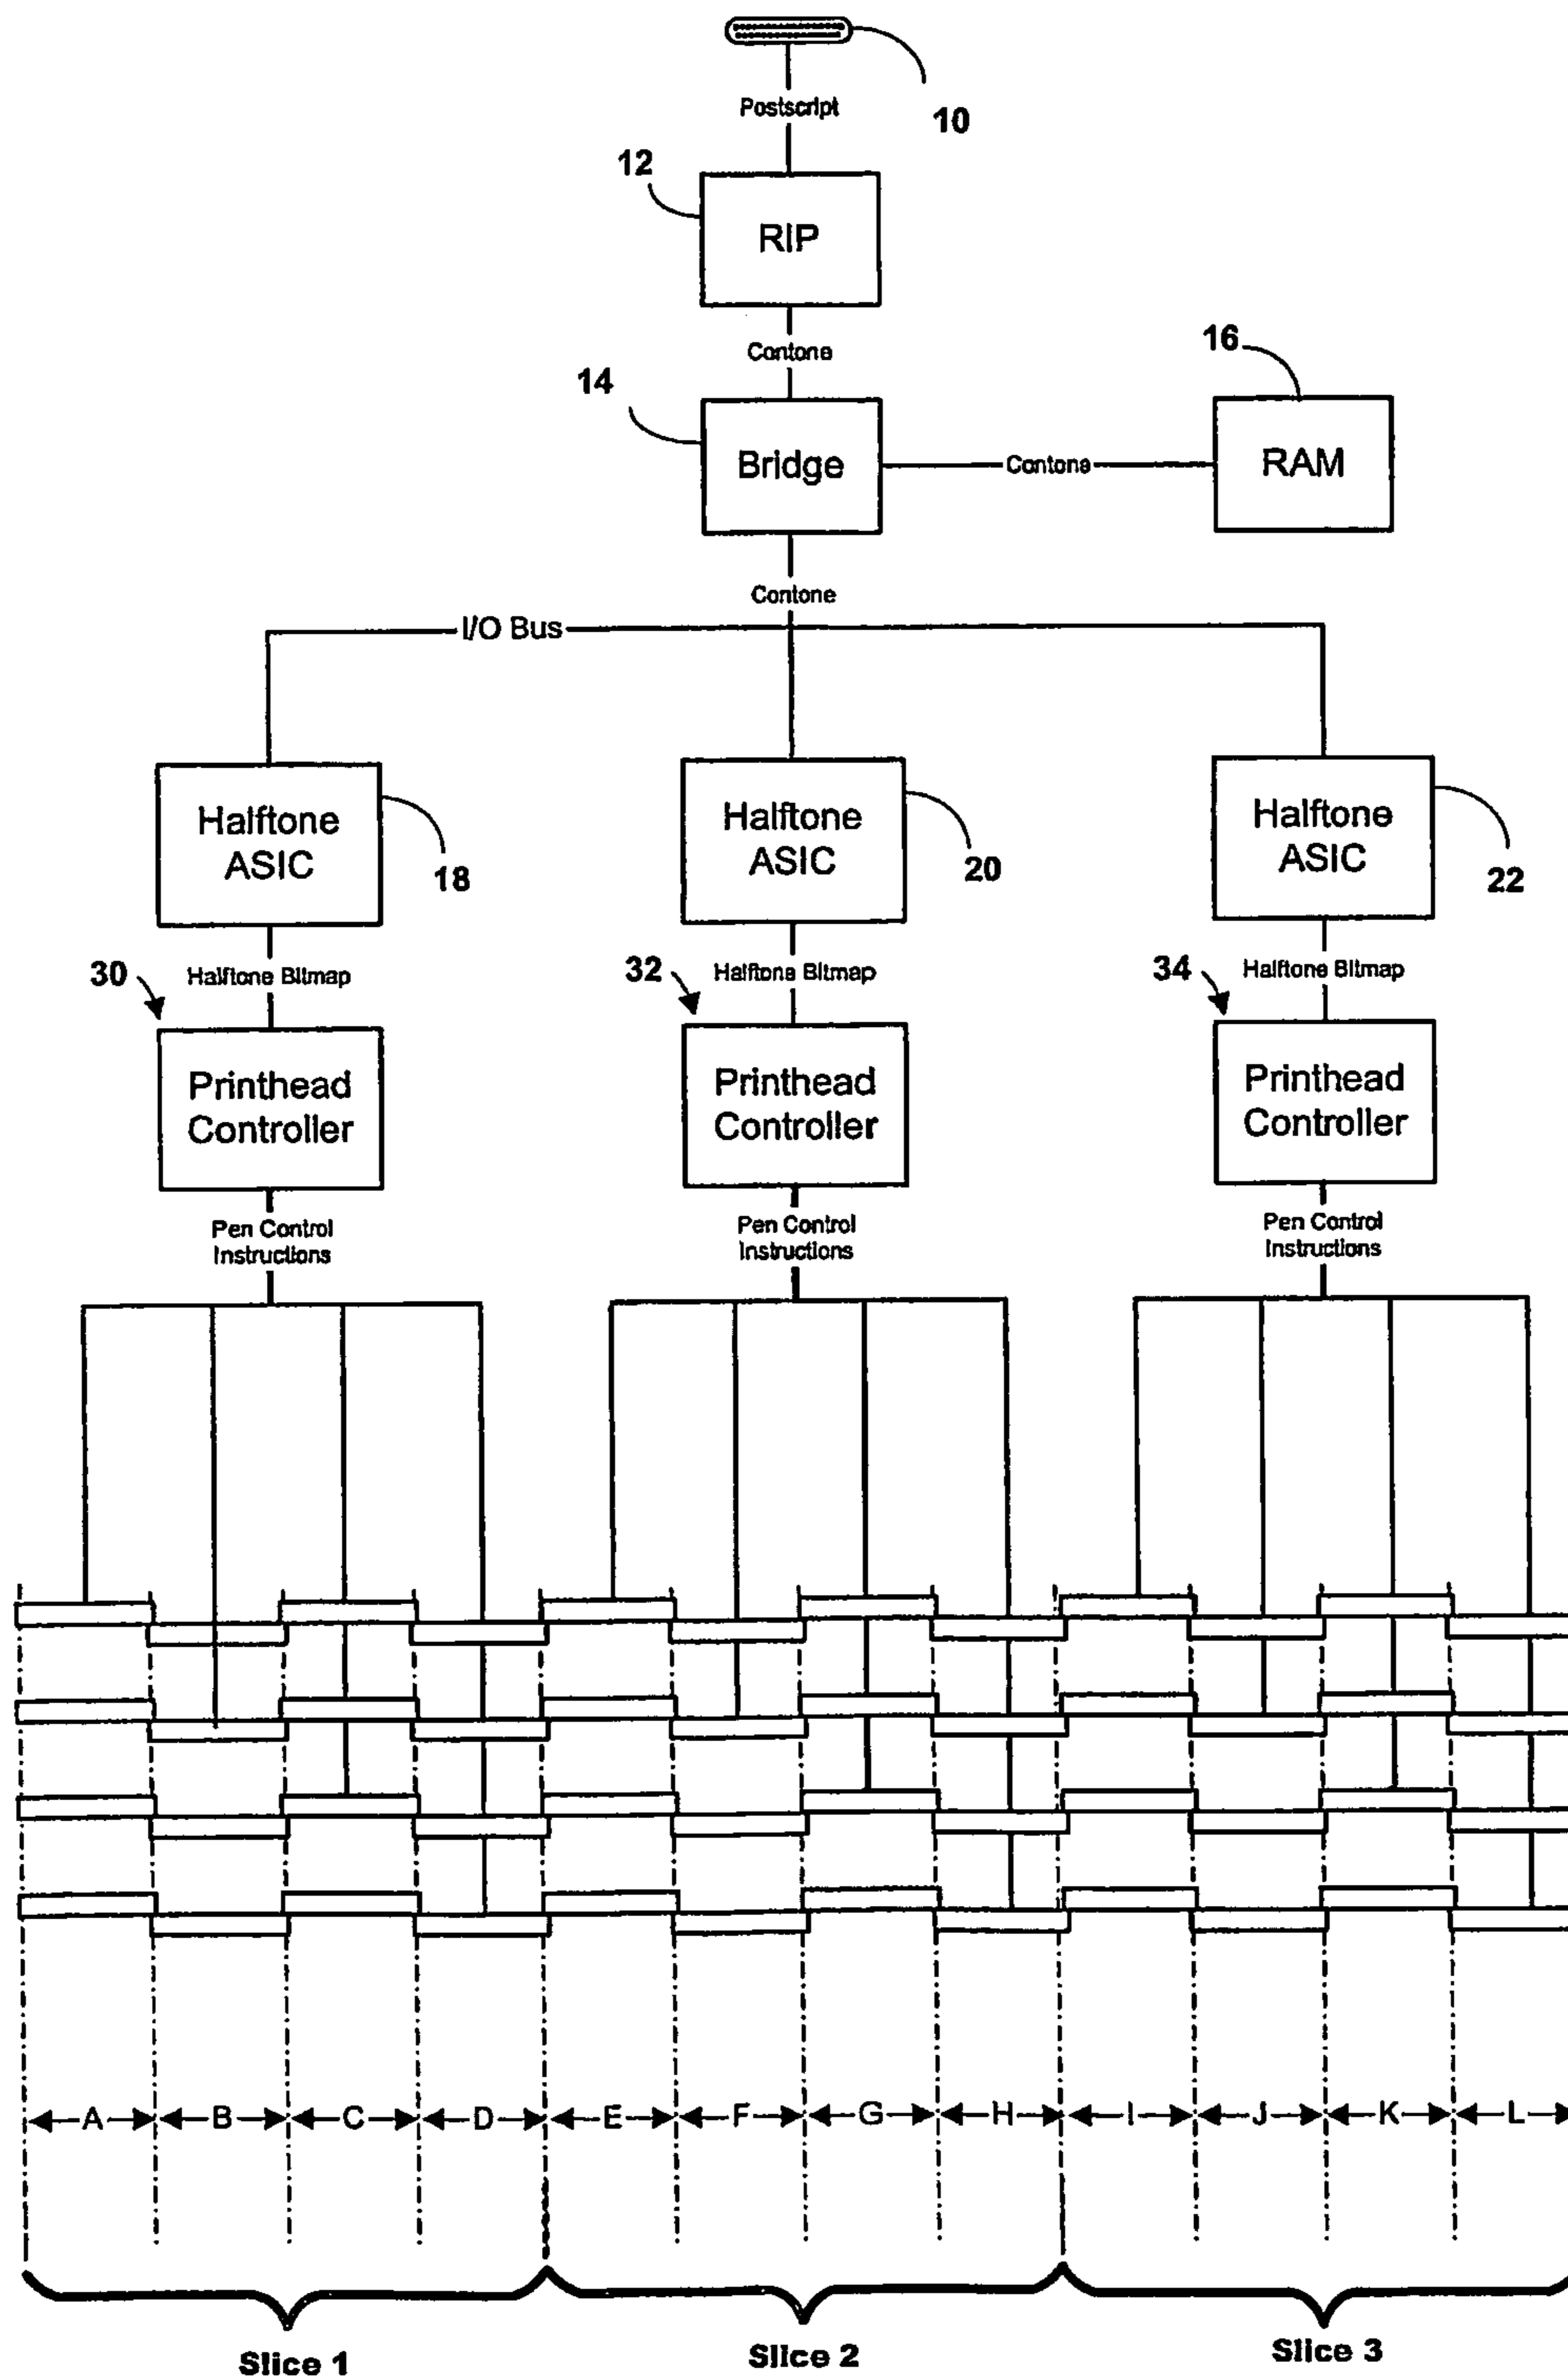 10
Postscript
12
RIP
Contone
14
Bridge
Contone
16
RAM
Contone
I/O Bus
Halftone
ASIC
18
Halftone
ASIC
20
Halftone
ASIC
22
30
Halftone Bitmap
32
Halftone Bitmap
34
Halftone Bitmap
Printhead
Controller
Printhead
Controller
Printhead
Controller
Pen Control
Instructions
Pen Control
Instructions
Pen Control
Instructions
A B C D E F G H I J K L
Slice 1
Slice 2
Slice 3